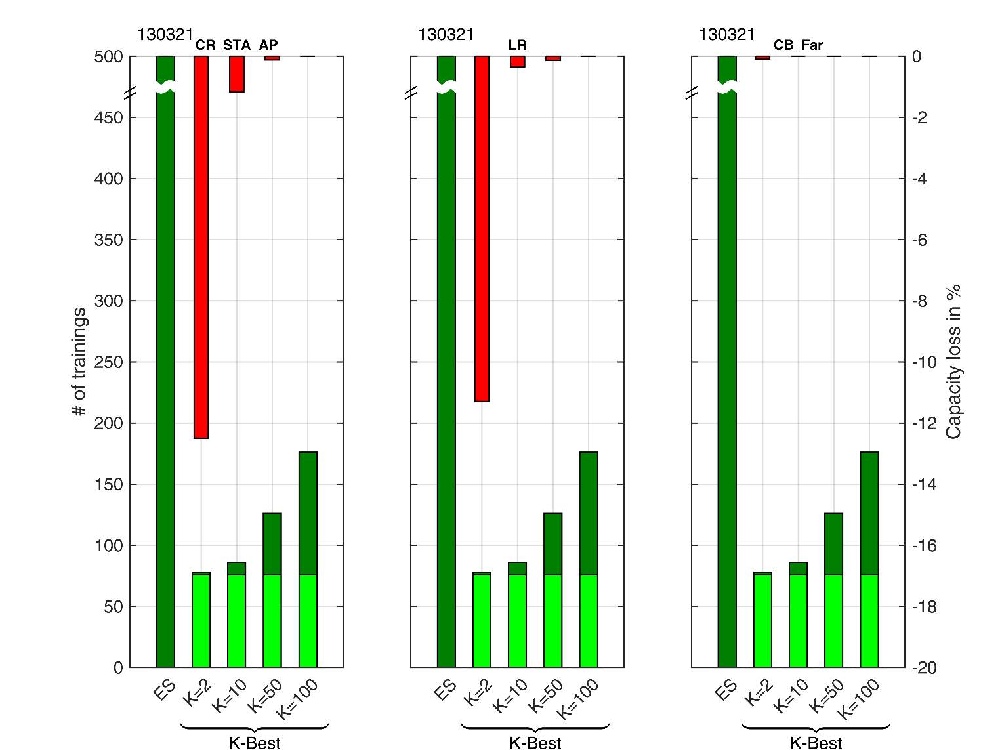 130321 130321 130321
CR_STA_AP LR CB_Far
500 0
450 -2
400 -4
350 -6
300 -8
250 -10
200 -12
150 -14
100 -16
50 -18
0 -20
# of trainings
Capacity loss in %
ES K=2 K=10 K=50 K=100 ES K=2 K=10 K=50 K=100 ES K=2 K=10 K=50 K=100
K-Best K-Best K-Best